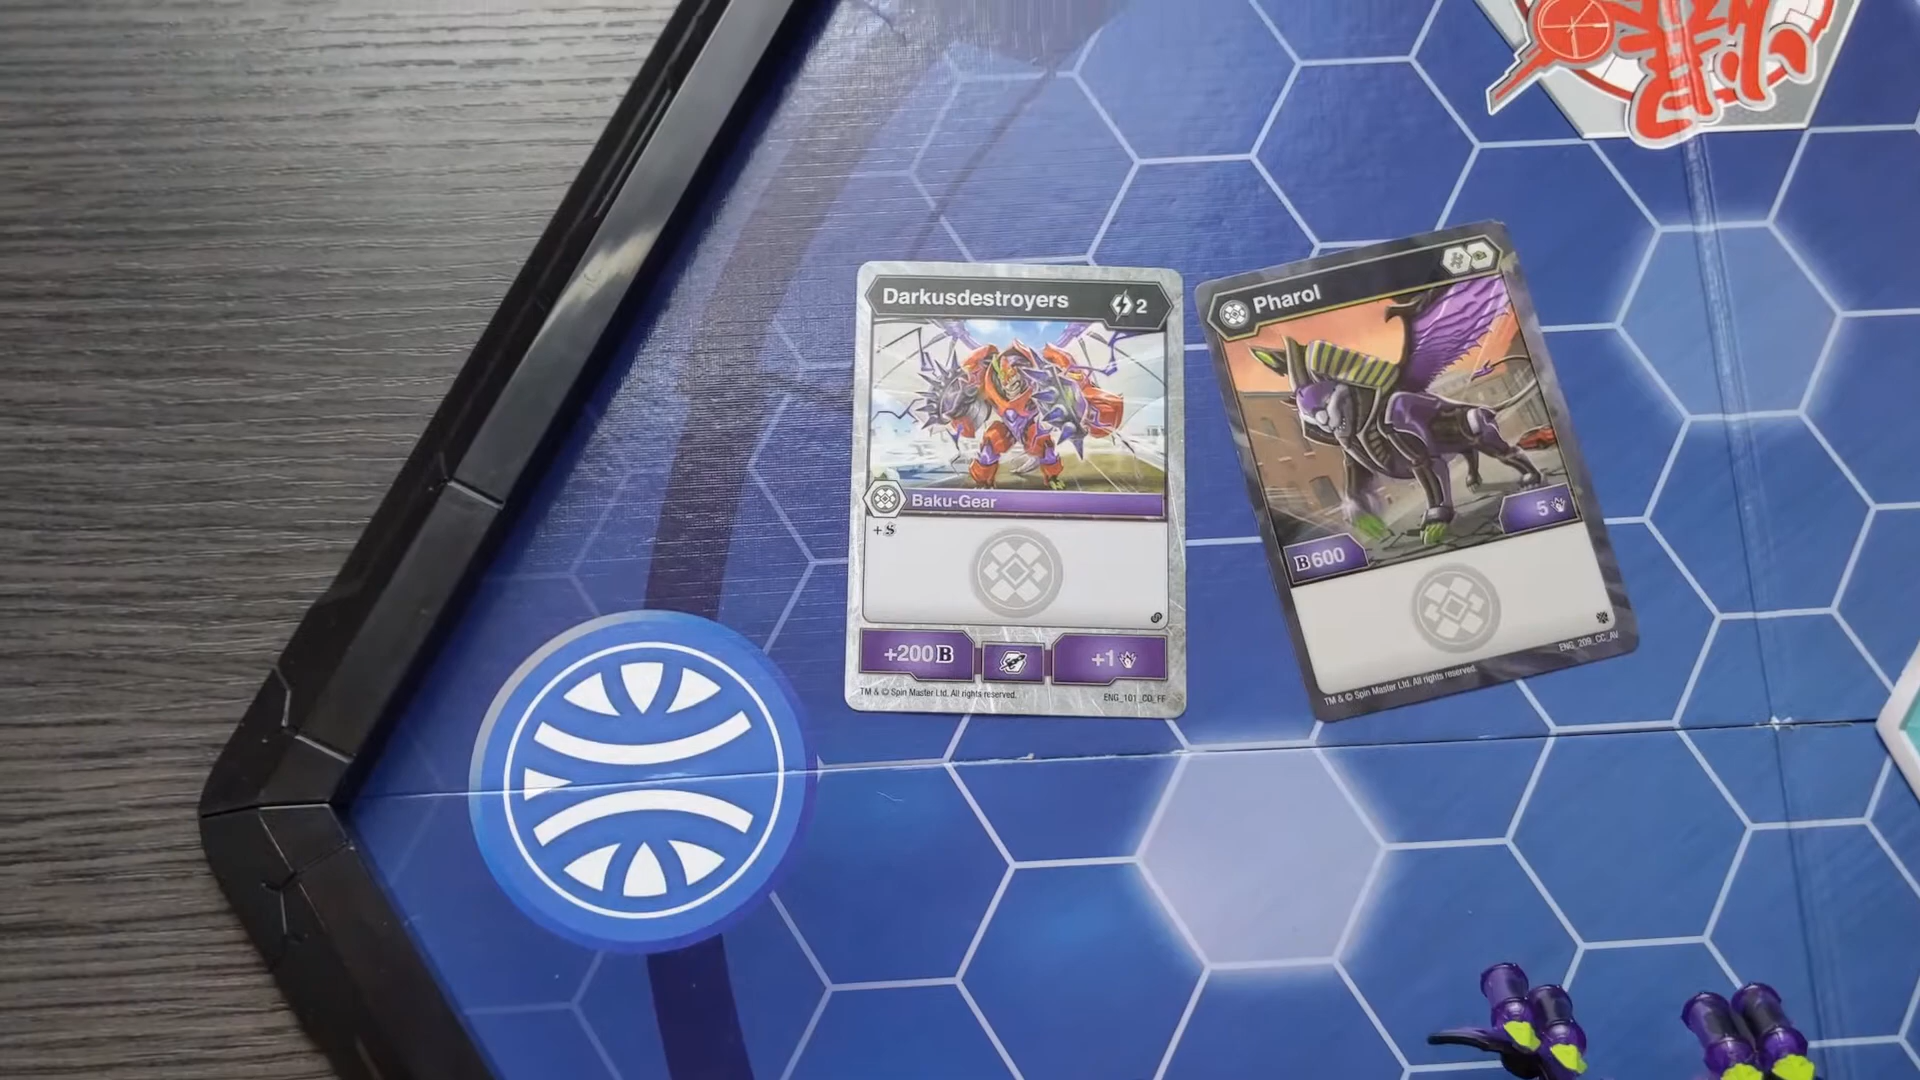 Darkusdestroyers 2
Baku-Gear
+S
+200B
+1
TM & © Spin Master Ltd. All rights reserved.
ENG_101_CO_FF
Pharol
5
B600
TM & © Spin Master Ltd. All rights reserved.
ENG_209_CC_AV